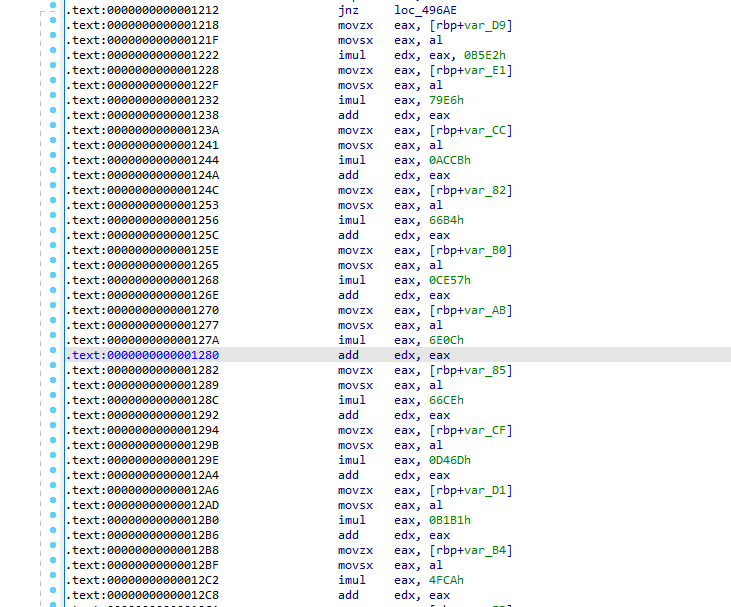 .text:0000000000001212 jnz loc_496AE
.text:0000000000001218 movzx eax, [rbp+var_D9]
.text:000000000000121F movsx eax, al
.text:0000000000001222 imul edx, eax, 0B5E2h
.text:0000000000001228 movzx eax, [rbp+var_E1]
.text:000000000000122F movsx eax, al
.text:0000000000001232 imul eax, 79E6h
.text:0000000000001238 add edx, eax
.text:000000000000123A movzx eax, [rbp+var_CC]
.text:0000000000001241 movsx eax, al
.text:0000000000001244 imul eax, 0ACCBh
.text:000000000000124A add edx, eax
.text:000000000000124C movzx eax, [rbp+var_82]
.text:0000000000001253 movsx eax, al
.text:0000000000001256 imul eax, 66B4h
.text:000000000000125C add edx, eax
.text:000000000000125E movzx eax, [rbp+var_B0]
.text:0000000000001265 movsx eax, al
.text:0000000000001268 imul eax, 0CE57h
.text:000000000000126E add edx, eax
.text:0000000000001270 movzx eax, [rbp+var_AB]
.text:0000000000001277 movsx eax, al
.text:000000000000127A imul eax, 6E0Ch
.text:0000000000001280 add edx, eax
.text:0000000000001282 movzx eax, [rbp+var_85]
.text:0000000000001289 movsx eax, al
.text:000000000000128C imul eax, 66CEh
.text:0000000000001292 add edx, eax
.text:0000000000001294 movzx eax, [rbp+var_CF]
.text:000000000000129B movsx eax, al
.text:000000000000129E imul eax, 0D46Dh
.text:00000000000012A4 add edx, eax
.text:00000000000012A6 movzx eax, [rbp+var_D1]
.text:00000000000012AD movsx eax, al
.text:00000000000012B0 imul eax, 0B1B1h
.text:00000000000012B6 add edx, eax
.text:00000000000012B8 movzx eax, [rbp+var_B4]
.text:00000000000012BF movsx eax, al
.text:00000000000012C2 imul eax, 4FCAh
.text:00000000000012C8 add edx, eax